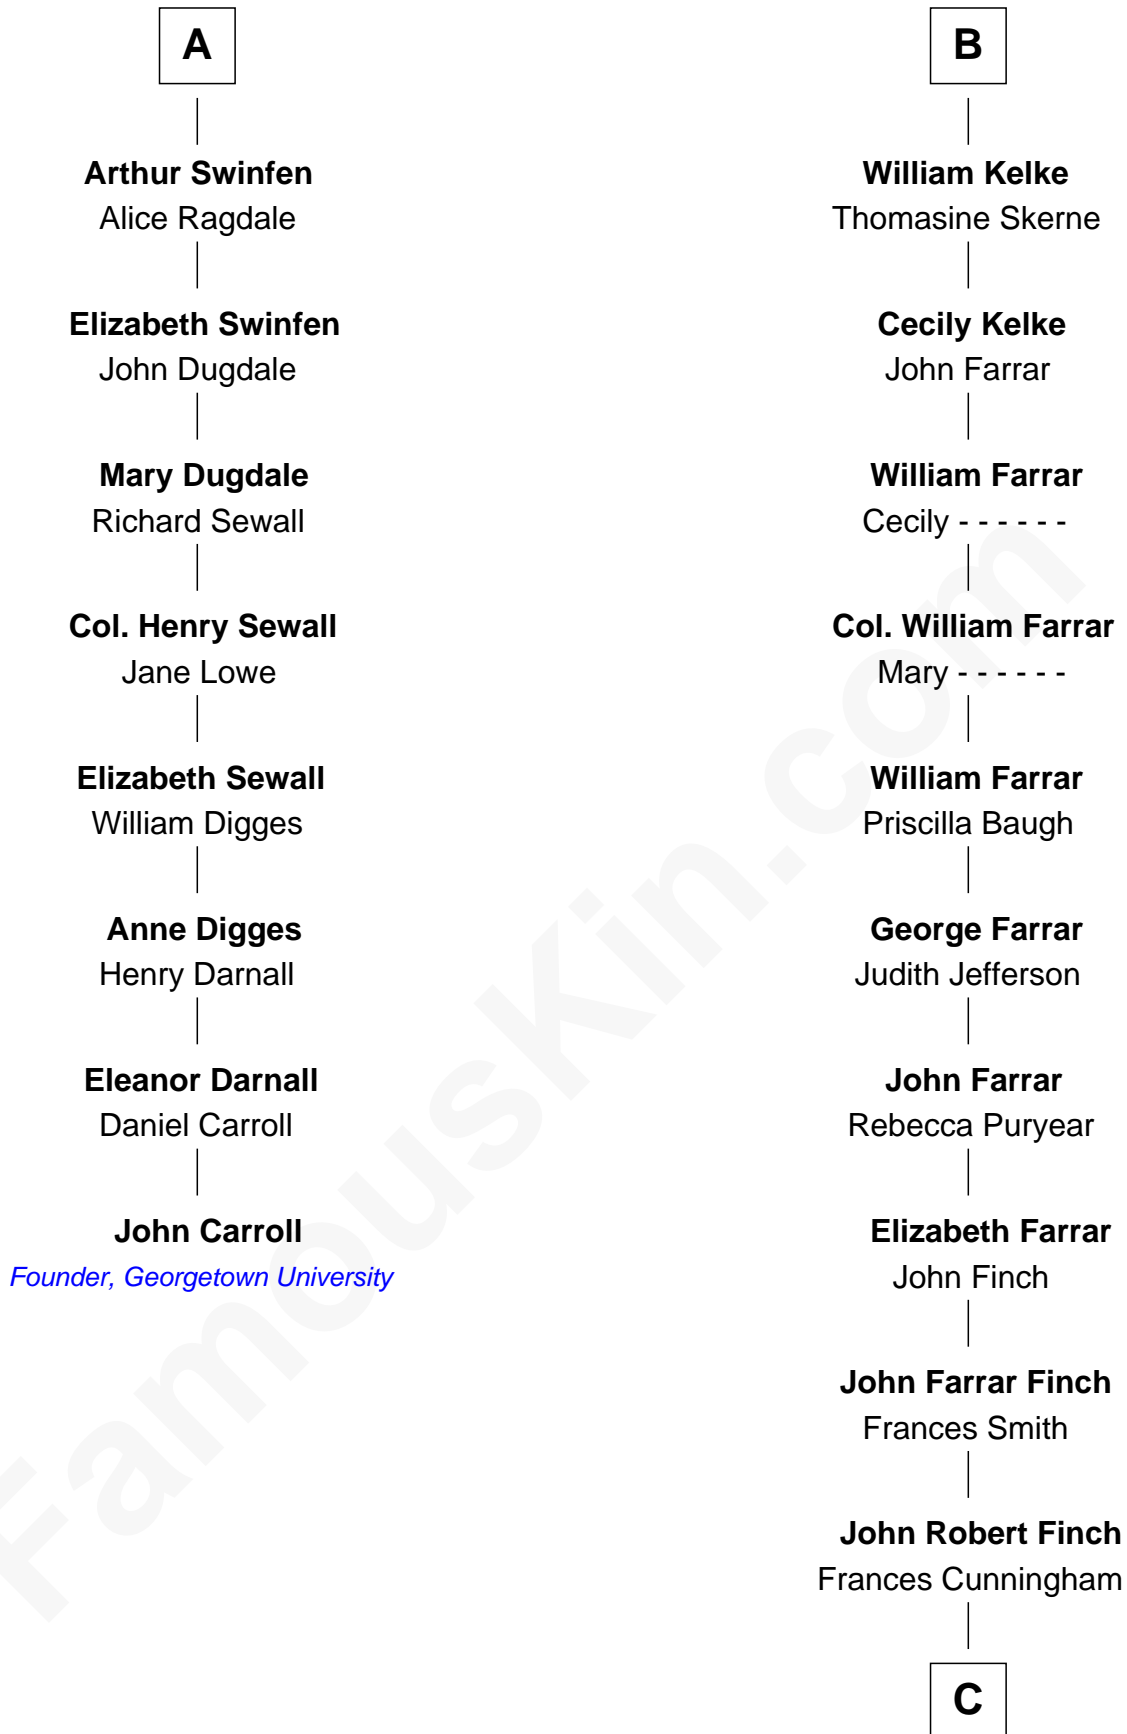 A
Arthur Swinfen
Alice Ragdale
Elizabeth Swinfen
John Dugdale
Mary Dugdale
Richard Sewall
Col. Henry Sewall
Jane Lowe
Elizabeth Sewall
William Digges
Anne Digges
Henry Darnall
Eleanor Darnall
Daniel Carroll
John Carroll
Founder, Georgetown University
B
William Kelke
Thomasine Skerne
Cecily Kelke
John Farrar
William Farrar
Cecily - - - - - -
Col. William Farrar
Mary - - - - - -
William Farrar
Priscilla Baugh
George Farrar
Judith Jefferson
John Farrar
Rebecca Puryear
Elizabeth Farrar
John Finch
John Farrar Finch
Frances Smith
John Robert Finch
Frances Cunningham
C
FamousKin.com